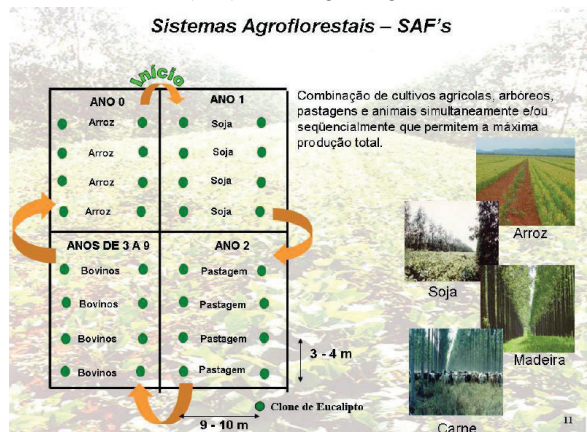 Sistemas Agroflorestais – SAF's
Início
ANO 0
Arroz
Arroz
Arroz
Arroz
ANO 1
Soja
Soja
Soja
Soja
ANOS DE 3 A 9
Bovinos
Bovinos
Bovinos
Bovinos
ANO 2
Pastagem
Pastagem
Pastagem
Pastagem
3 - 4 m
9 - 10 m
Clone de Eucalipto
Combinação de cultivos agrícolas, arbóreos,
pastagens e animais simultaneamente e/ou
seqüencialmente que permitem a máxima
produção total.
Arroz
Soja
Madeira
Carne
11